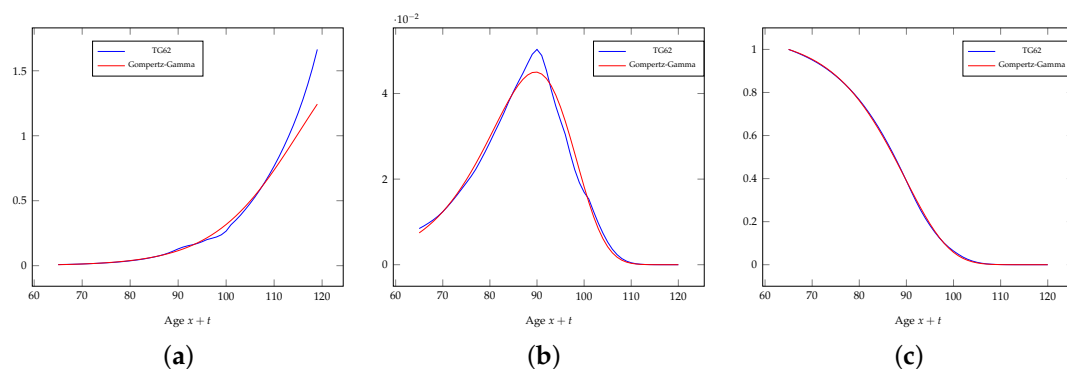 TG62
Gompertz-Gamma
1.5
1
0.5
0
60 70 80 90 100 110 120
Age x + t
(a)
·10⁻²
TG62
Gompertz-Gamma
4
2
0
60 70 80 90 100 110 120
Age x + t
(b)
TG62
Gompertz-Gamma
1
0.8
0.6
0.4
0.2
0
60 70 80 90 100 110 120
Age x + t
(c)